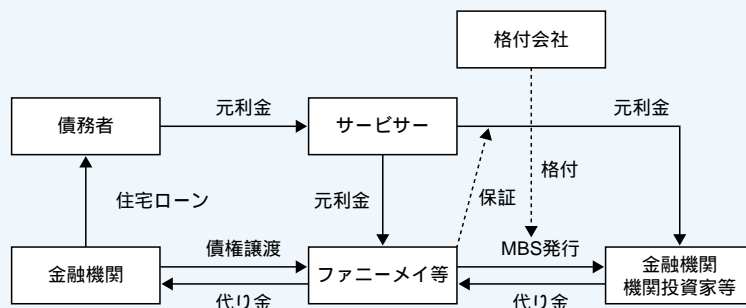 格付会社
元利金
元利金
債務者
サービサー
格付
住宅ローン
元利金
保証
債権譲渡
MBS発行
金融機関
ファニーメイ等
金融機関
機関投資家等
代り金
代り金